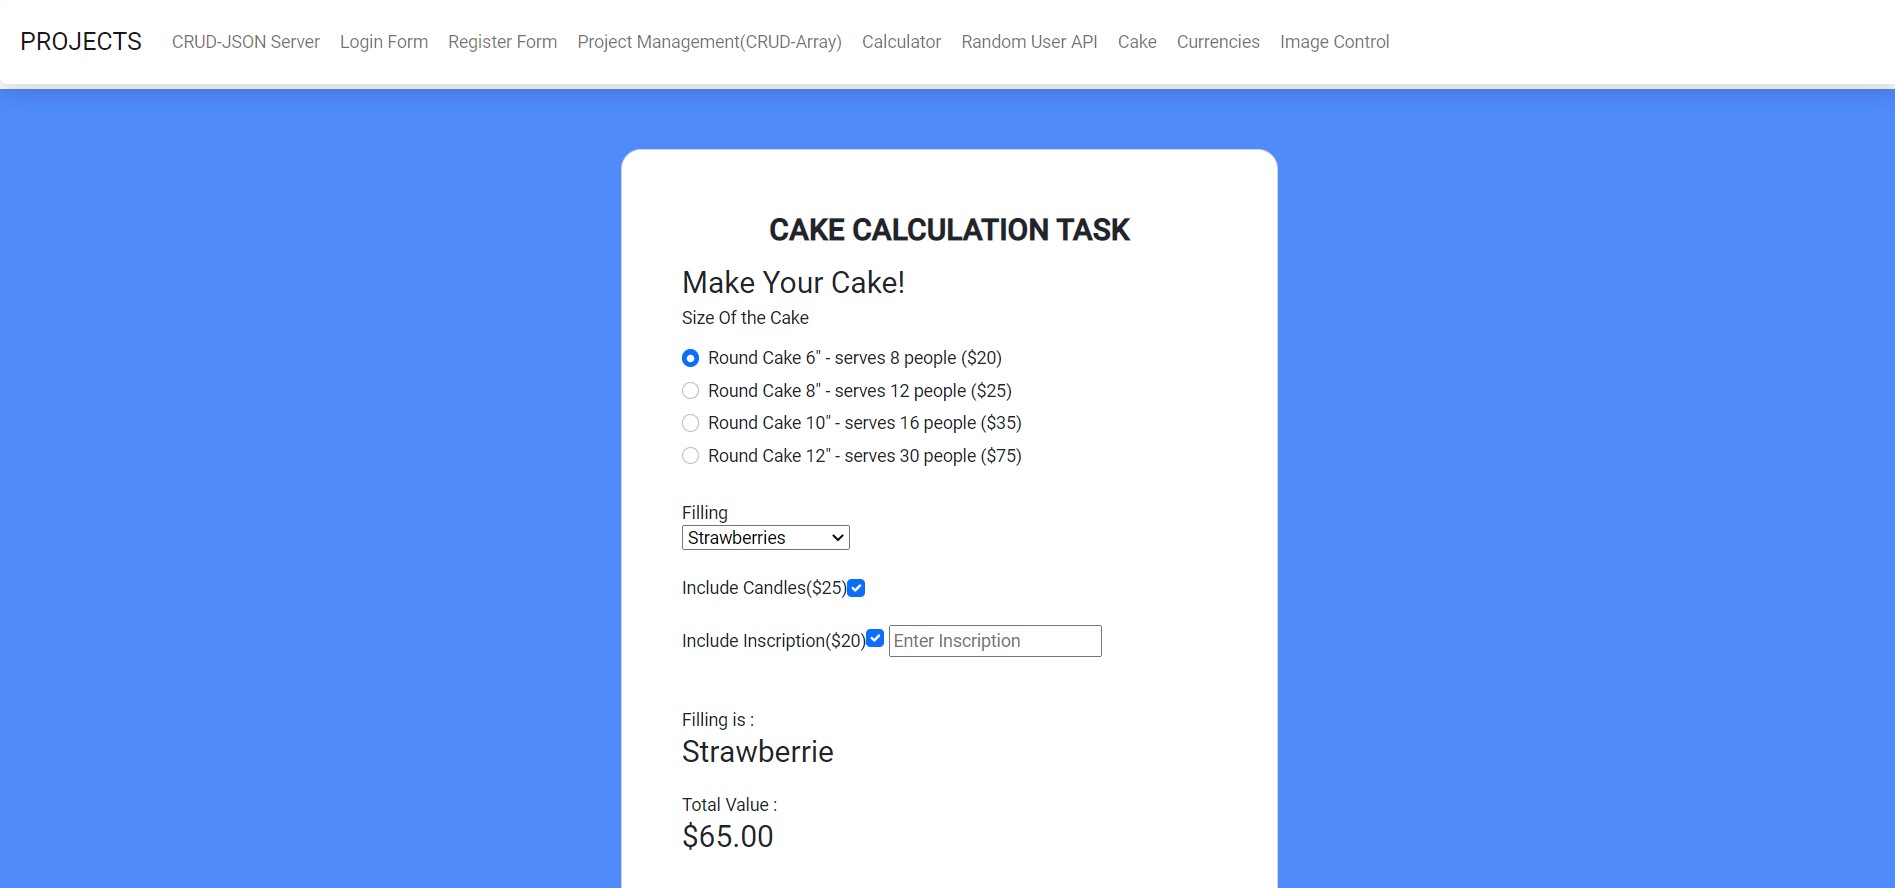 PROJECTS CRUD-JSON Server Login Form Register Form Project Management(CRUD-Array) Calculator Random User API Cake Currencies Image Control
CAKE CALCULATION TASK
Make Your Cake!
Size Of the Cake
Round Cake 6" - serves 8 people ($20)
Round Cake 8" - serves 12 people ($25)
Round Cake 10" - serves 16 people ($35)
Round Cake 12" - serves 30 people ($75)
Filling
Strawberries
Include Candles($25)
Include Inscription($20) Enter Inscription
Filling is :
Strawberrie
Total Value :
$65.00